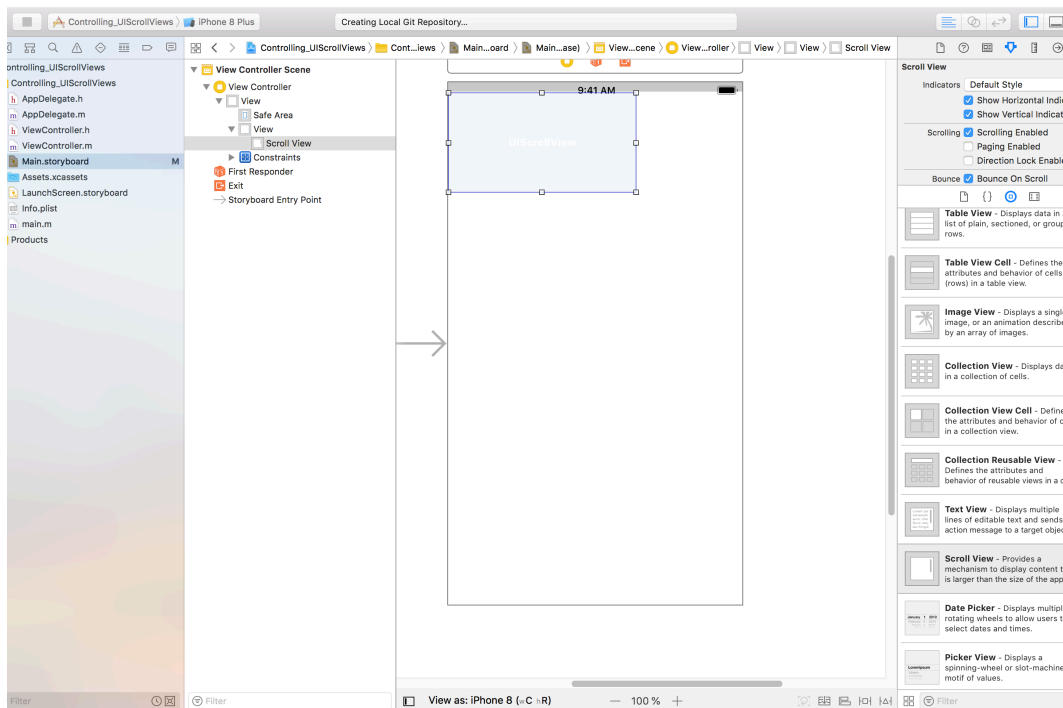 Controlling_UIScrollViews
iPhone 8 Plus
Creating Local Git Repository...
Controlling_UIScrollViews
Cont...iews
Main...oard
Main...ase)
View...cene
View...roller
View
View
Scroll View
ontrolling_UIScrollViews
Controlling_UIScrollViews
h AppDelegate.h
m AppDelegate.m
h ViewController.h
m ViewController.m
Main.storyboard M
Assets.xcassets
LaunchScreen.storyboard
Info.plist
m main.m
Products
Filter
View Controller Scene
View Controller
View
Safe Area
View
Scroll View
Constraints
First Responder
Exit
Storyboard Entry Point
Filter
9:41 AM
UIScrollView
View as: iPhone 8 (wC hR)
100 %
Scroll View
Indicators Default Style
Show Horizontal Indi
Show Vertical Indicat
Scrolling Scrolling Enabled
Paging Enabled
Direction Lock Enable
Bounce Bounce On Scroll
Table View - Displays data in
list of plain, sectioned, or group
rows.
Table View Cell - Defines the
attributes and behavior of cells
(rows) in a table view.
Image View - Displays a singl
image, or an animation describe
by an array of images.
Collection View - Displays da
in a collection of cells.
Collection View Cell - Define
the attributes and behavior of c
in a collection view.
Collection Reusable View -
Defines the attributes and
behavior of reusable views in a c
Text View - Displays multiple
lines of editable text and sends
action message to a target objec
Scroll View - Provides a
mechanism to display content t
is larger than the size of the app
Date Picker - Displays multipl
rotating wheels to allow users t
select dates and times.
Picker View - Displays a
spinning-wheel or slot-machine
motif of values.
Filter